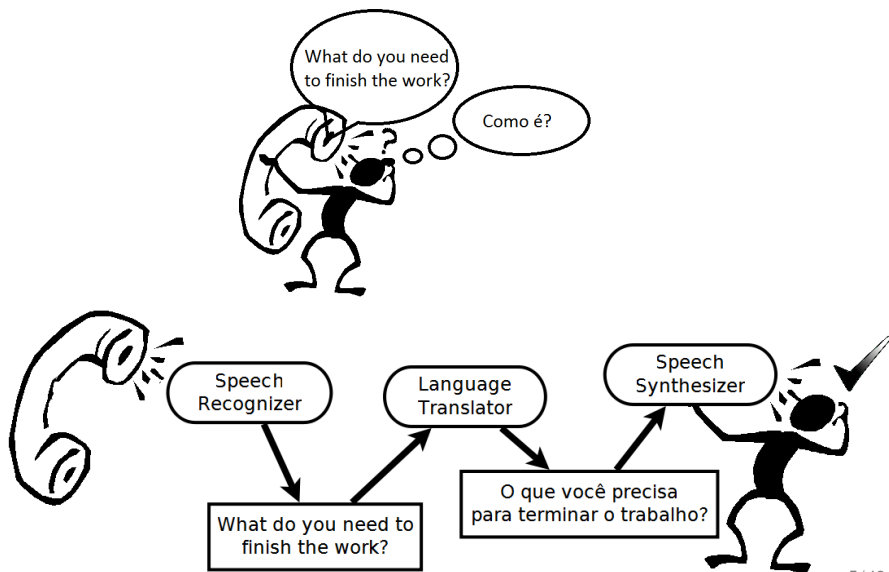 What do you need
to finish the work?
Como é?
?
Speech
Recognizer
Language
Translator
Speech
Synthesizer
What do you need to
finish the work?
O que você precisa
para terminar o trabalho?